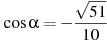 cos α = −√51/10